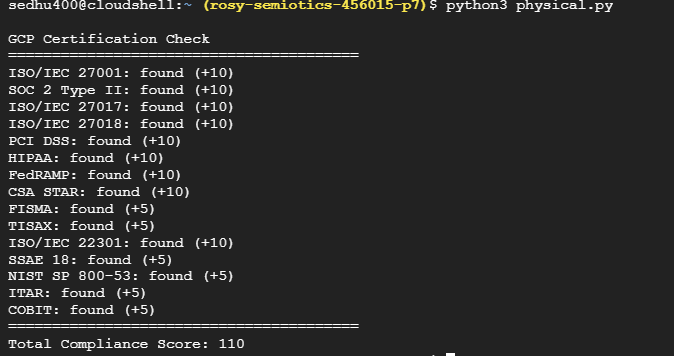 sedhu400@cloudshell:~ (rosy-semiotics-456015-p7)$ python3 physical.py
GCP Certification Check
========================================
ISO/IEC 27001: found (+10)
SOC 2 Type II: found (+10)
ISO/IEC 27017: found (+10)
ISO/IEC 27018: found (+10)
PCI DSS: found (+10)
HIPAA: found (+10)
FedRAMP: found (+10)
CSA STAR: found (+10)
FISMA: found (+5)
TISAX: found (+5)
ISO/IEC 22301: found (+10)
SSAE 18: found (+5)
NIST SP 800-53: found (+5)
ITAR: found (+5)
COBIT: found (+5)
========================================
Total Compliance Score: 110